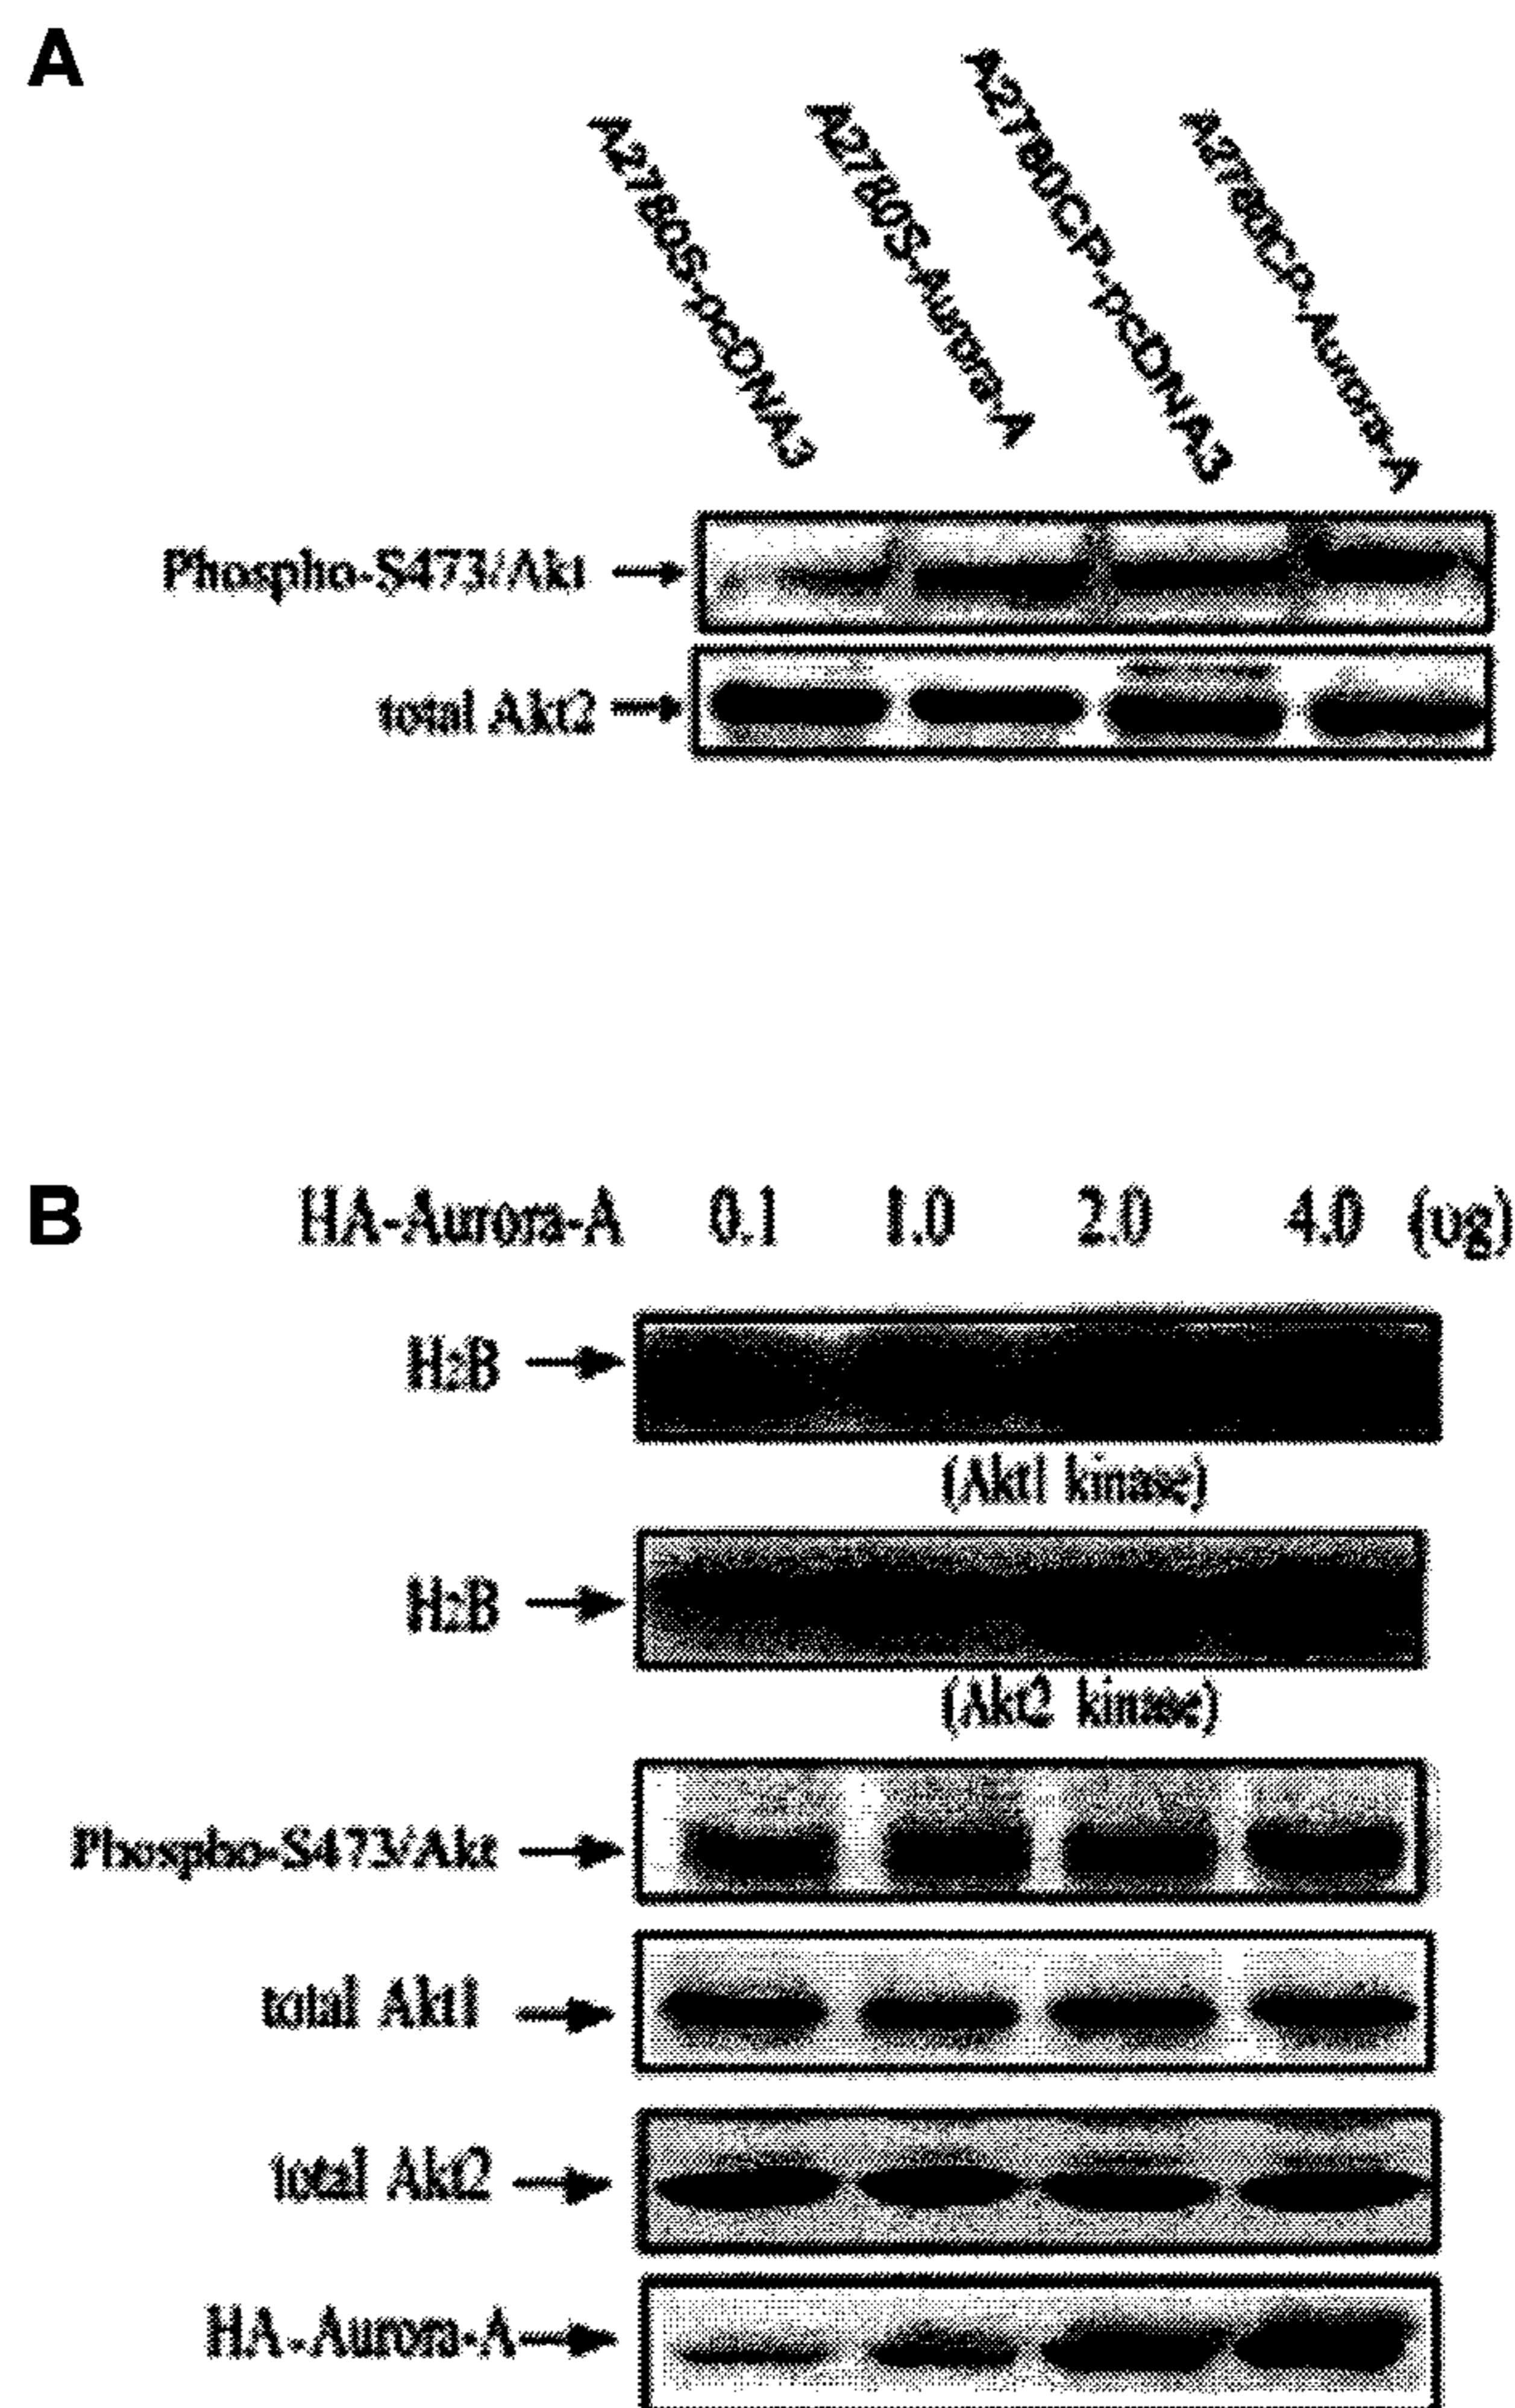 A
A2780S-pcDNA3
A2780S-Aurora-A
A2780CP-pcDNA3
A2780CP-Aurora-A
Phospho-S473/Akt
total Akt2
B
HA-Aurora-A 0.1 1.0 2.0 4.0 (ug)
H2B
(Akt1 kinase)
H2B
(Akt2 kinase)
Phospho-S473/Akt
total Akt1
total Akt2
HA-Aurora-A